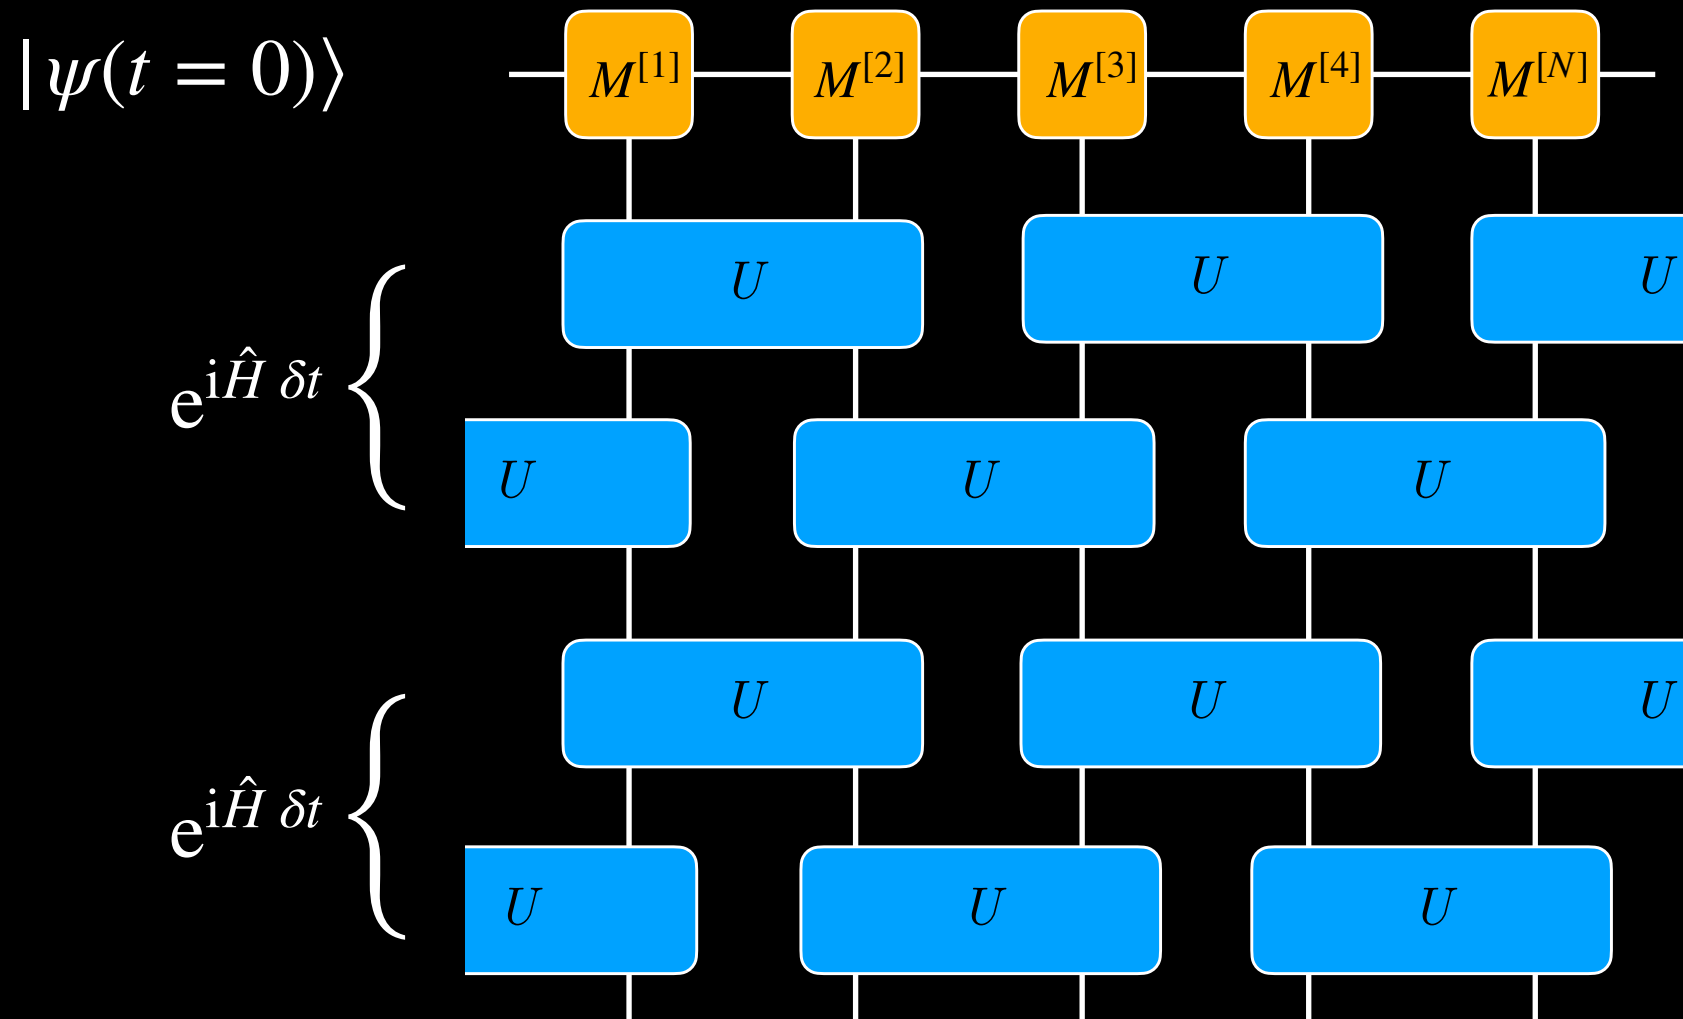 |ψ(t = 0)⟩ M^[1] M^[2] M^[3] M^[4] M^[N]
U U U
e^{iĤ δt}
U U U
U U U
e^{iĤ δt}
U U U